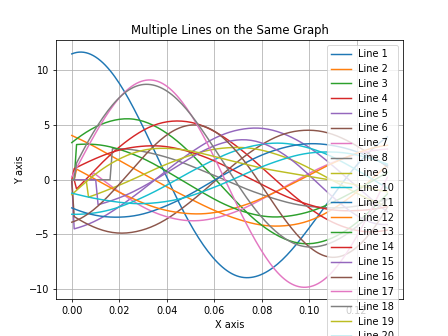 Multiple Lines on the Same Graph
Y axis
10
5
0
−5
−10
0.00
0.02
0.04
0.06
0.08
0.10
X axis
Line 1
Line 2
Line 3
Line 4
Line 5
Line 6
Line 7
Line 8
Line 9
Line 10
Line 11
Line 12
Line 13
Line 14
Line 15
Line 16
Line 17
Line 18
Line 19
Line 20